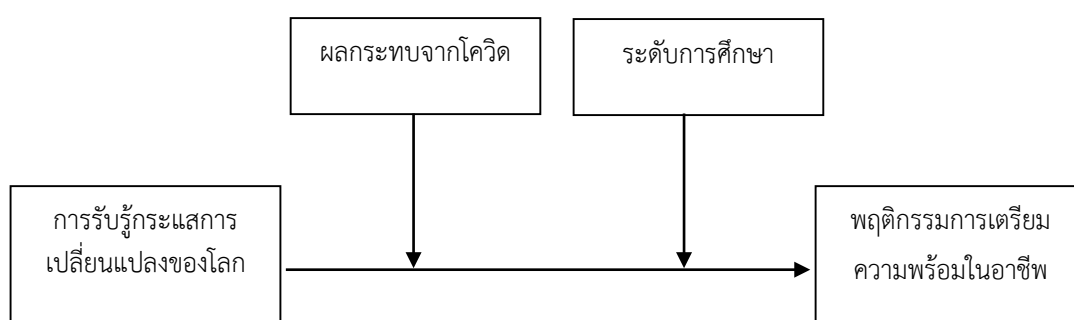 ผลกระทบจากโควิด
ระดับการศึกษา
การรับรู้กระแสการ
เปลี่ยนแปลงของโลก
พฤติกรรมการเตรียม
ความพร้อมในอาชีพ